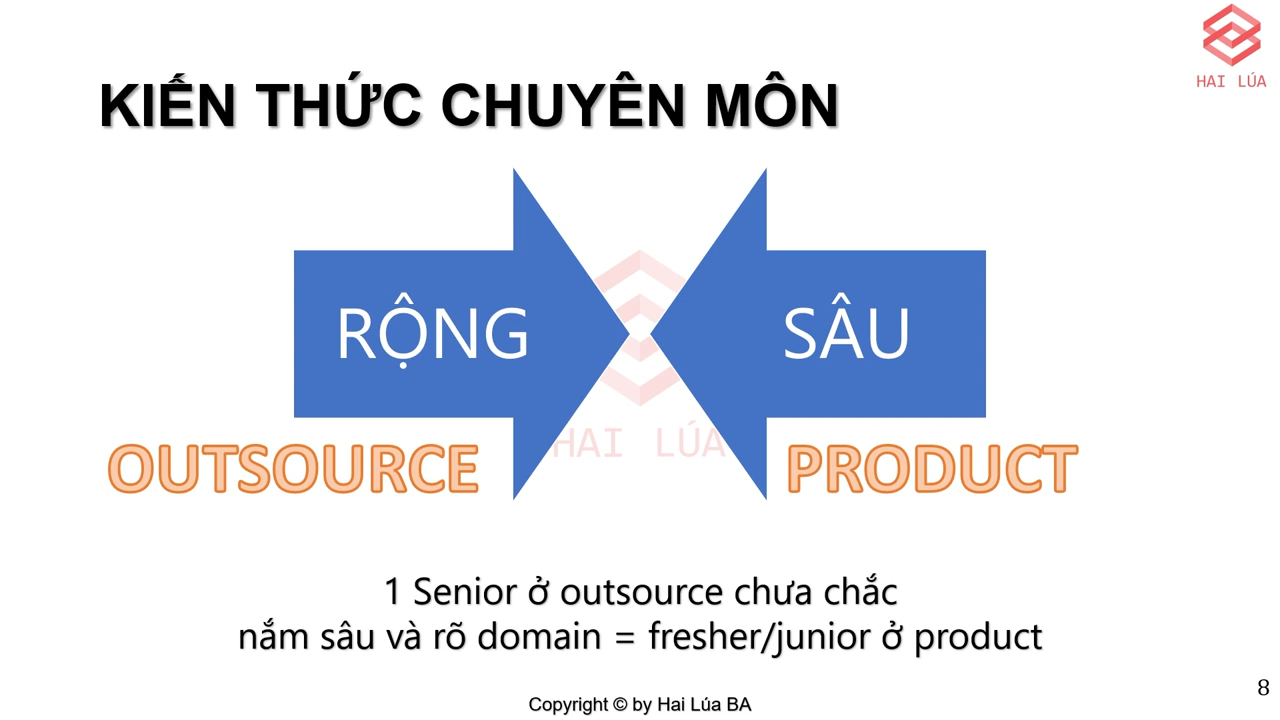 HAI LÚA
KIẾN THỨC CHUYÊN MÔN
RỘNG
SÂU
HAI LÚA
OUTSOURCE
PRODUCT
1 Senior ở outsource chưa chắc
nắm sâu và rõ domain = fresher/junior ở product
Copyright © by Hai Lúa BA
8